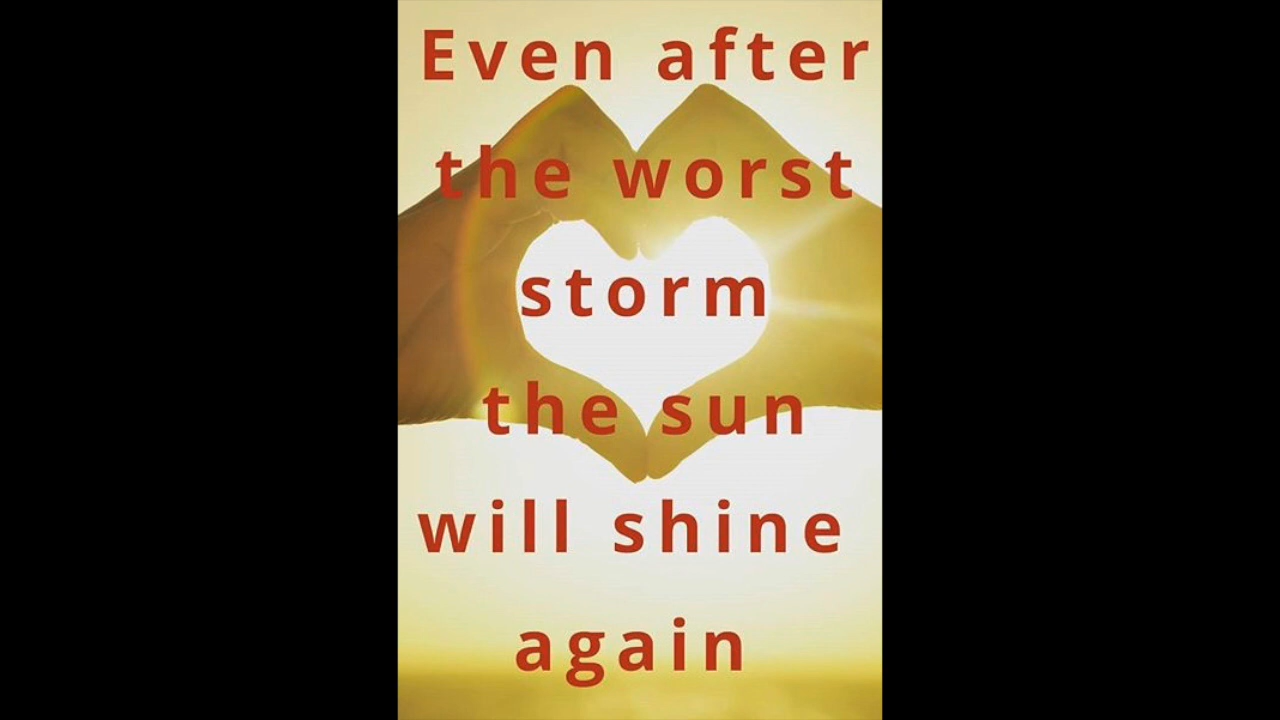 Even after
the worst
storm
the sun
will shine
again